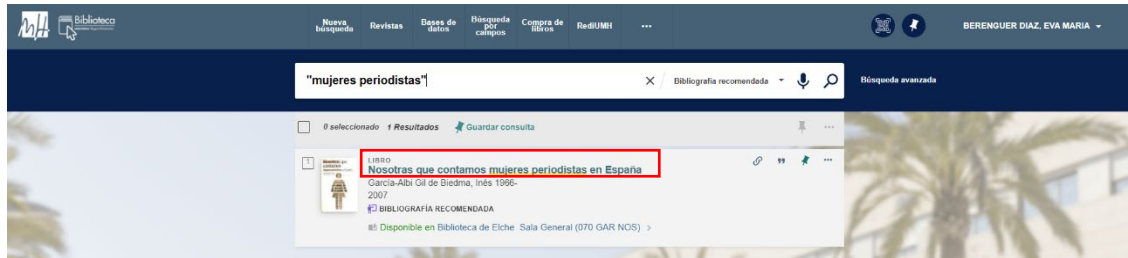 Biblioteca
Nueva búsqueda
Revistas
Bases de datos
Búsqueda por campos
Compra de libros
RediUMH
...
BERENGUER DIAZ, EVA MARIA
"mujeres periodistas"
Bibliografía recomendada
Búsqueda avanzada
0 seleccionado 1 Resultados Guardar consulta
1
LIBRO
Nosotras que contamos mujeres periodistas en España
García-Albi Gil de Biedma, Inés 1966-
2007
BIBLIOGRAFÍA RECOMENDADA
Disponible en Biblioteca de Elche Sala General (070 GAR NOS) >